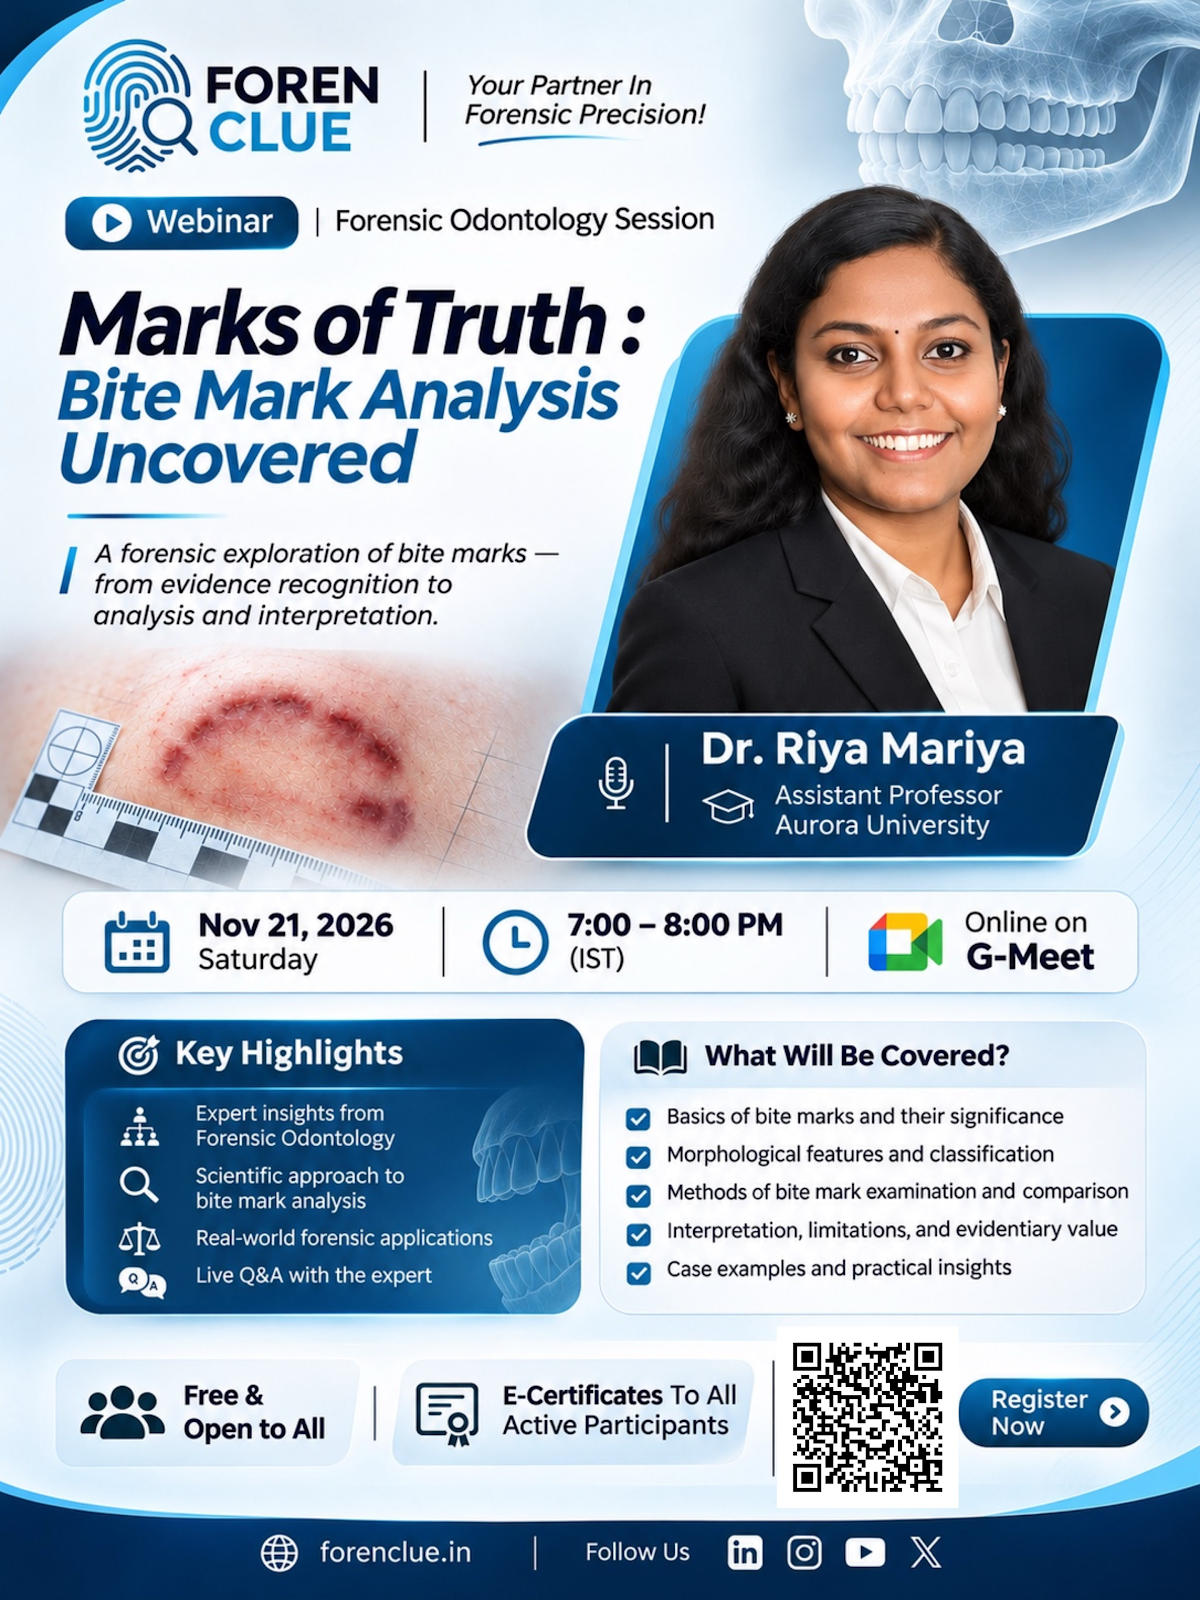 FOREN
CLUE
Your Partner In
Forensic Precision!
Webinar | Forensic Odontology Session
Marks of Truth :
Bite Mark Analysis
Uncovered
A forensic exploration of bite marks —
from evidence recognition to
analysis and interpretation.
Dr. Riya Mariya
Assistant Professor
Aurora University
Nov 21, 2026
Saturday
7:00 – 8:00 PM
(IST)
Online on
G-Meet
Key Highlights
Expert insights from
Forensic Odontology
Scientific approach to
bite mark analysis
Real-world forensic applications
Q A
Live Q&A with the expert
What Will Be Covered?
Basics of bite marks and their significance
Morphological features and classification
Methods of bite mark examination and comparison
Interpretation, limitations, and evidentiary value
Case examples and practical insights
Free &
Open to All
E-Certificates To All
Active Participants
Register
Now
forenclue.in
Follow Us